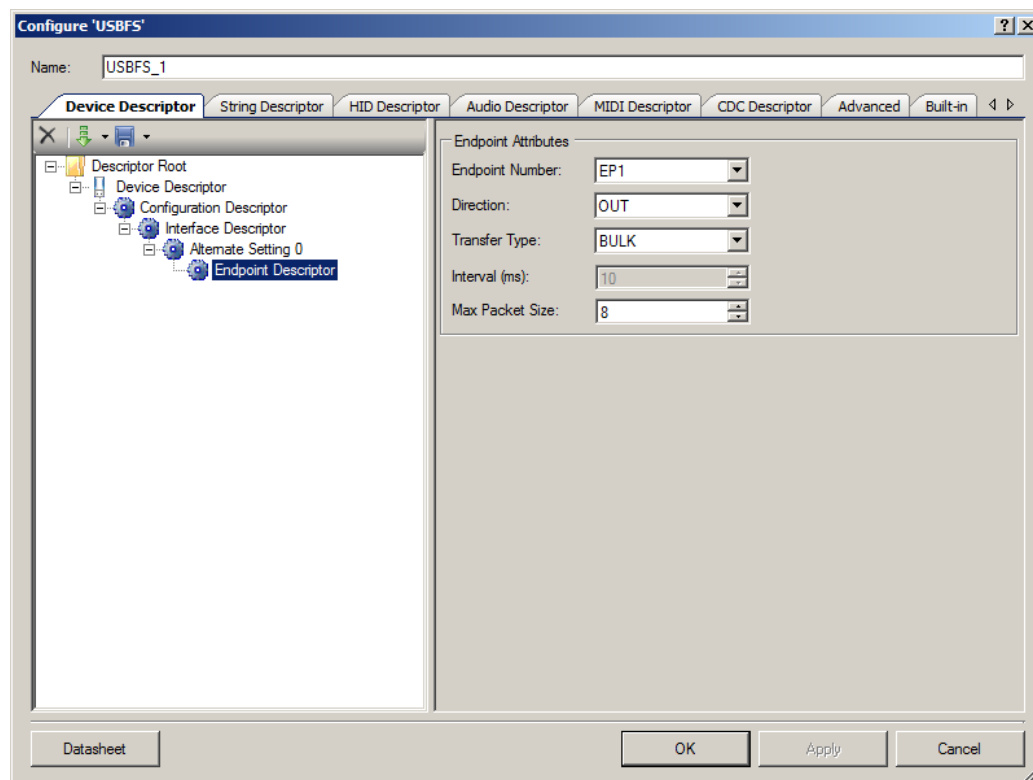 Configure 'USBFS'
Name: USBFS_1
Device Descriptor String Descriptor HID Descriptor Audio Descriptor MIDI Descriptor CDC Descriptor Advanced Built-in
Descriptor Root
Device Descriptor
Configuration Descriptor
Interface Descriptor
Alternate Setting 0
Endpoint Descriptor
Endpoint Attributes
Endpoint Number: EP1
Direction: OUT
Transfer Type: BULK
Interval (ms): 10
Max Packet Size: 8
Datasheet OK Apply Cancel